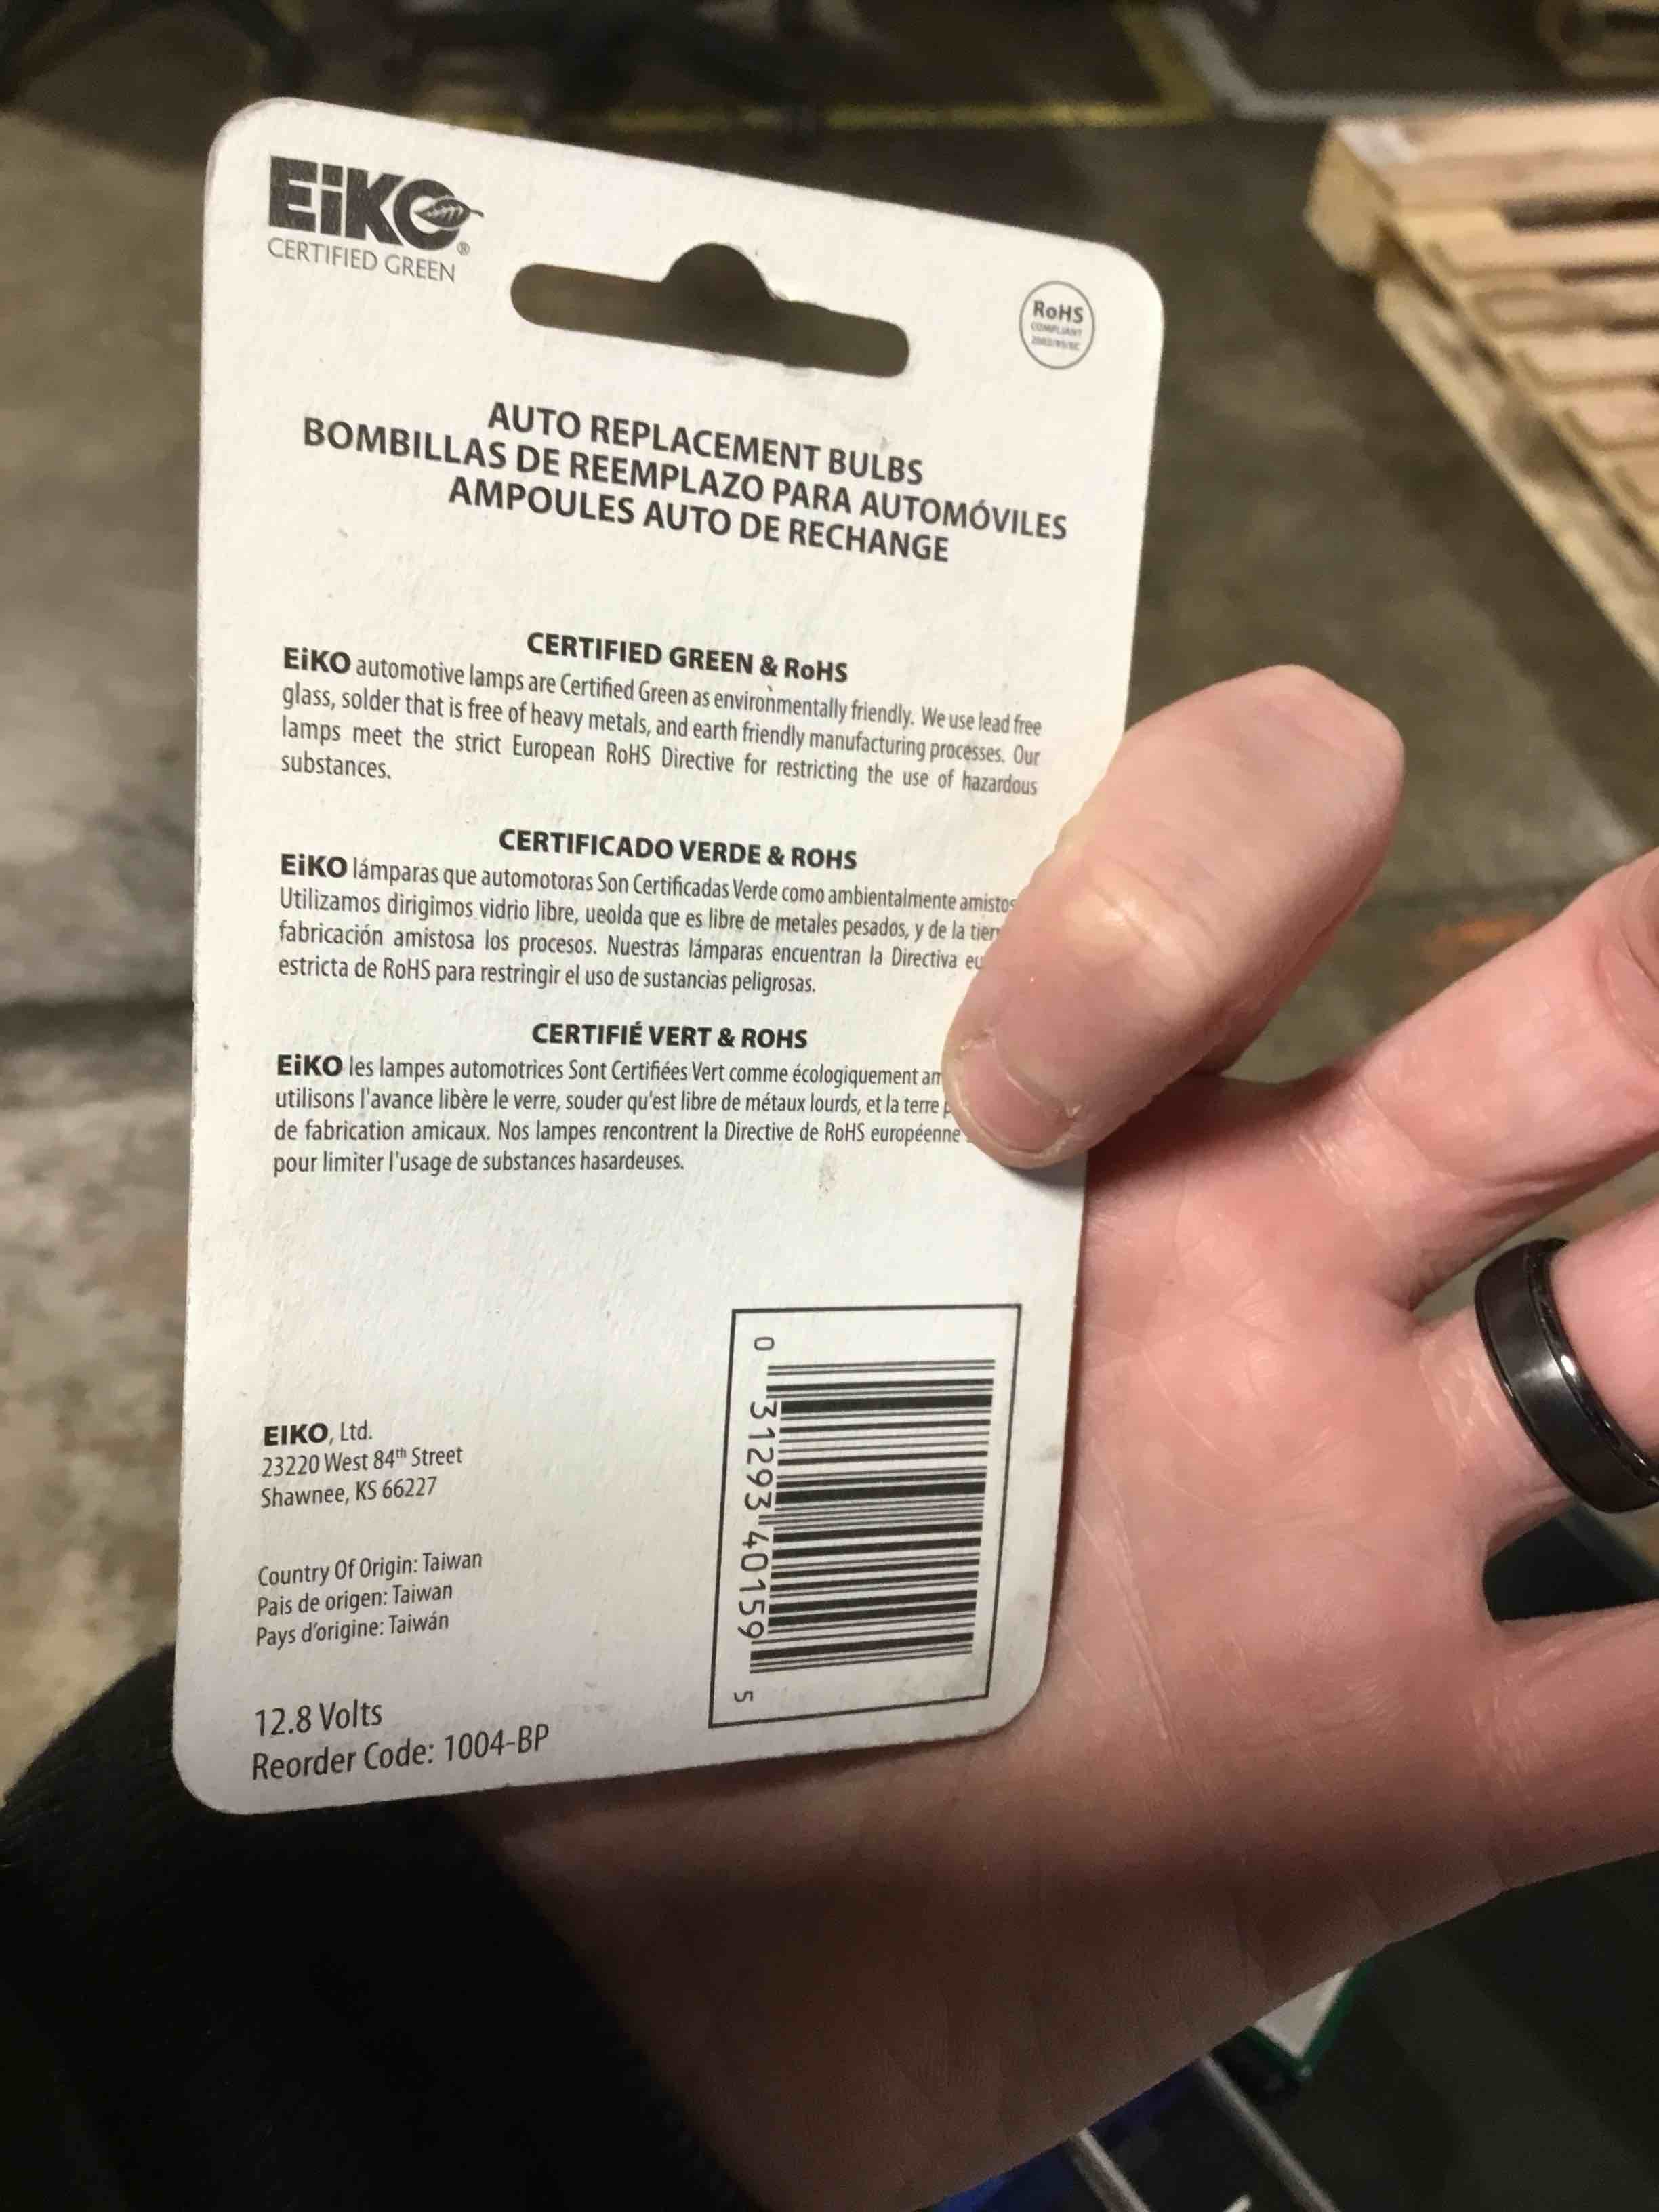 EiKO®
CERTIFIED GREEN
RoHS
COMPLIANT
2002/95/EC
AUTO REPLACEMENT BULBS
BOMBILLAS DE REEMPLAZO PARA AUTOMÓVILES
AMPOULES AUTO DE RECHANGE
CERTIFIED GREEN & RoHS
EiKO automotive lamps are Certified Green as environmentally friendly. We use lead free
glass, solder that is free of heavy metals, and earth friendly manufacturing processes. Our
lamps meet the strict European RoHS Directive for restricting the use of hazardous
substances.
CERTIFICADO VERDE & ROHS
EiKO lámparas que automotoras Son Certificadas Verde como ambientalmente amistos
Utilizamos dirigimos vidrio libre, ueolda que es libre de metales pesados, y de la tier
fabricación amistosa los procesos. Nuestras lámparas encuentran la Directiva eu
estricta de RoHS para restringir el uso de sustancias peligrosas.
CERTIFIÉ VERT & ROHS
EiKO les lampes automotrices Sont Certifiées Vert comme écologiquement am
utilisons l'avance libère le verre, souder qu'est libre de métaux lourds, et la terre p
de fabrication amicaux. Nos lampes rencontrent la Directive de RoHS européenne
pour limiter l'usage de substances hasardeuses.
EIKO, Ltd.
23220 West 84th Street
Shawnee, KS 66227
Country Of Origin: Taiwan
Pais de origen: Taiwan
Pays d'origine: Taiwán
12.8 Volts
Reorder Code: 1004-BP
0 31293 40159 5